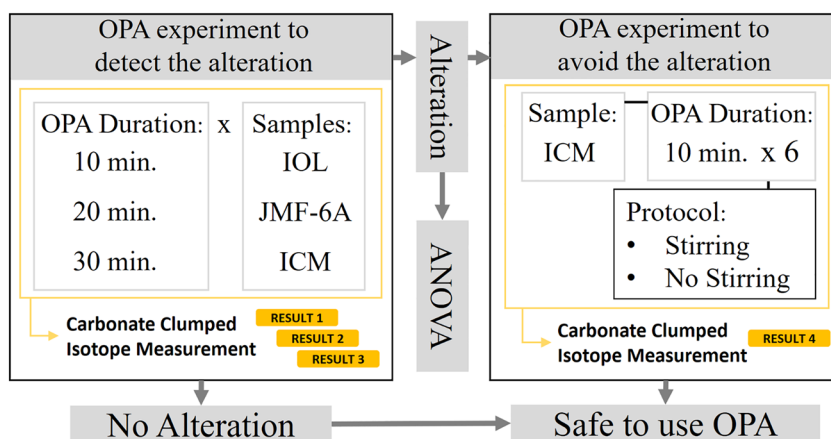 OPA experiment to
detect the alteration
OPA Duration: x Samples:
10 min. IOL
20 min. JMF-6A
30 min. ICM
Carbonate Clumped
Isotope Measurement
RESULT 1
RESULT 2
RESULT 3
Alteration
ANOVA
OPA experiment to
avoid the alteration
Sample:
ICM
OPA Duration:
10 min. x 6
Protocol:
• Stirring
• No Stirring
Carbonate Clumped
Isotope Measurement
RESULT 4
No Alteration
Safe to use OPA